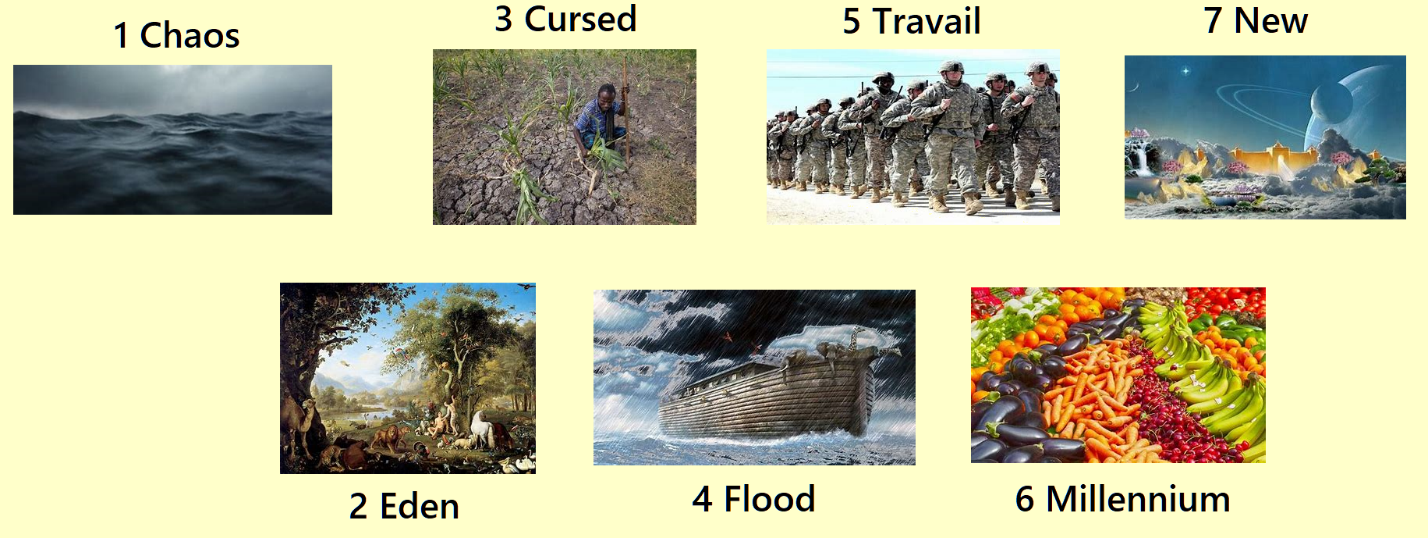 1 Chaos
2 Eden
3 Cursed
4 Flood
5 Travail
6 Millennium
7 New